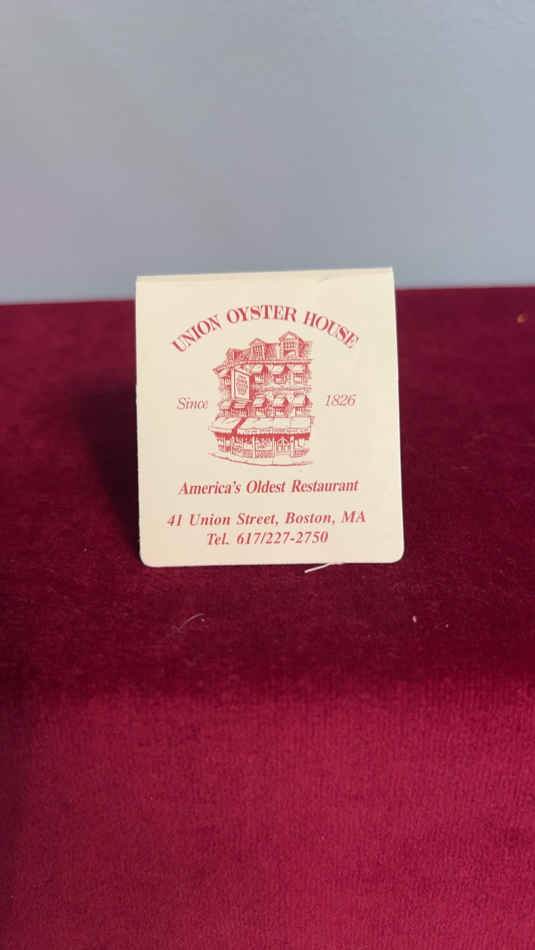 UNION OYSTER HOUSE
Since 1826
America's Oldest Restaurant
41 Union Street, Boston, MA
Tel. 617/227-2750